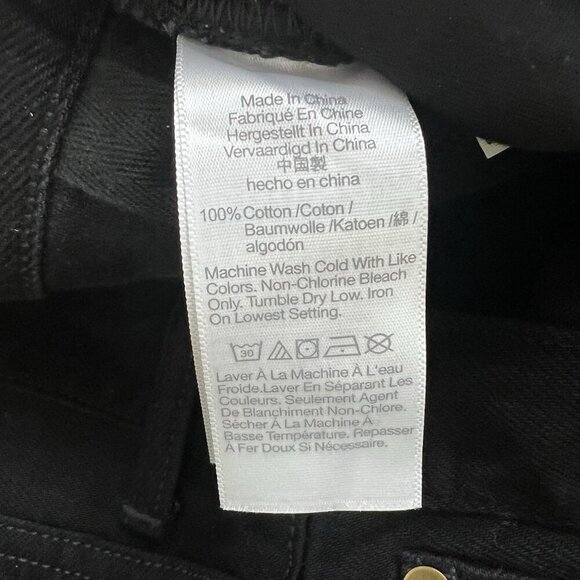 Made In China
Fabriqué En Chine
Hergestellt In China
Vervaardigd In China
中国製
hecho en china
100% Cotton /Coton /
Baumwolle /Katoen /綿/
algodón
Machine Wash Cold With Like
Colors. Non-Chlorine Bleach
Only. Tumble Dry Low. Iron
On Lowest Setting.
30
Laver À La Machine À L'eau
Froide.Laver En Séparant Les
Couleurs. Seulement Agent
De Blanchiment Non-Chlore.
Sécher À La Machine À
Basse Température. Repasser
À Fer Doux Si Nécessaire.